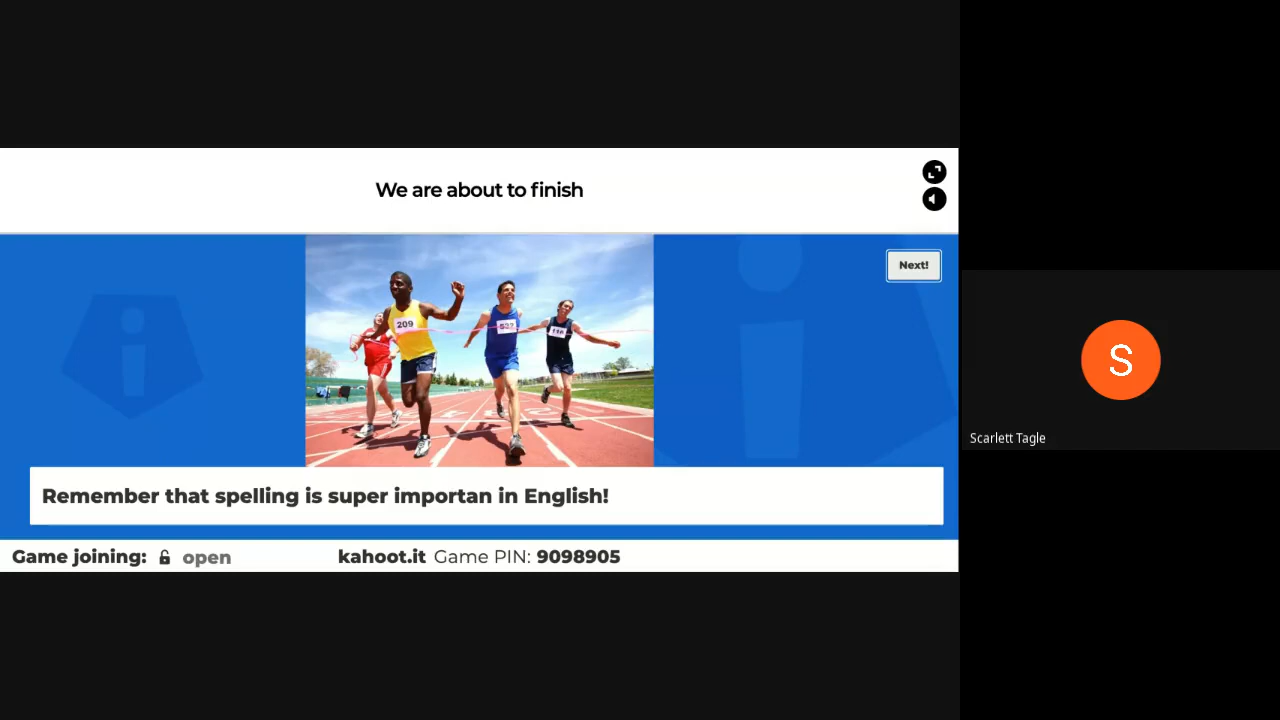 We are about to finish
Next!
209
527
116
Remember that spelling is super importan in English!
Game joining: open
kahoot.it Game PIN: 9098905
S
Scarlett Tagle